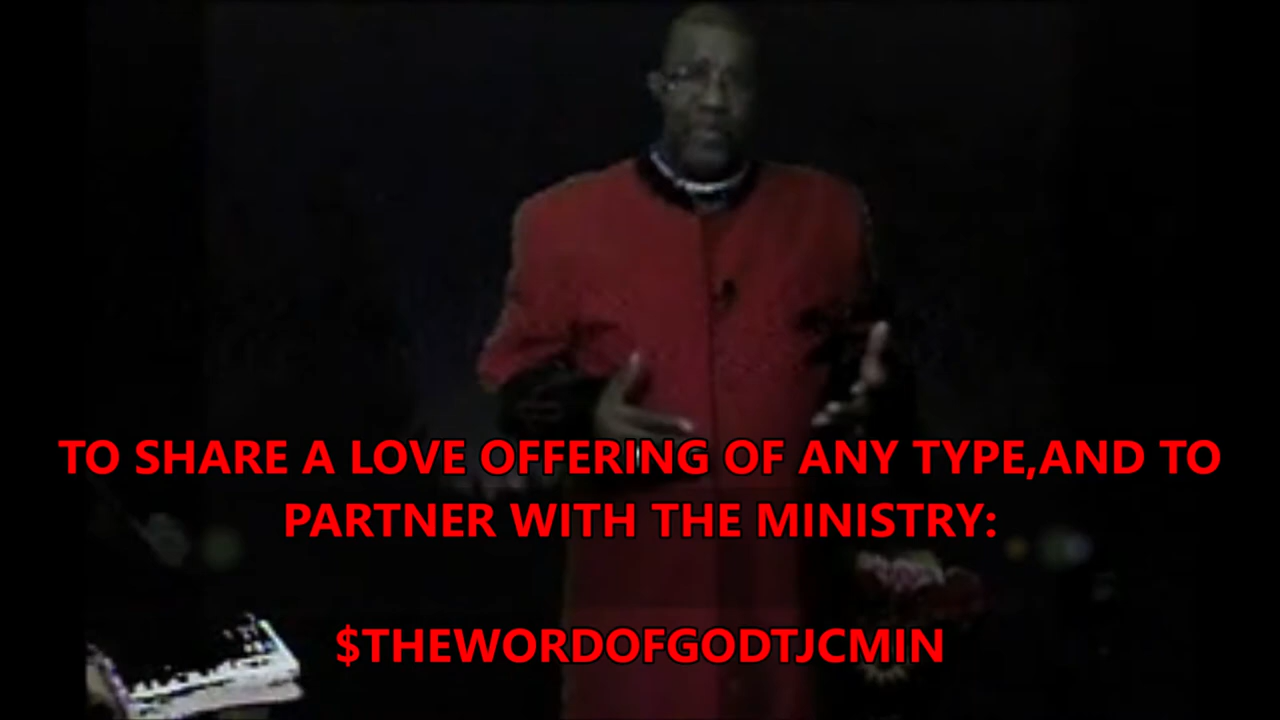 TO SHARE A LOVE OFFERING OF ANY TYPE,AND TO
PARTNER WITH THE MINISTRY:
$THEWORDOFGODTJCMIN